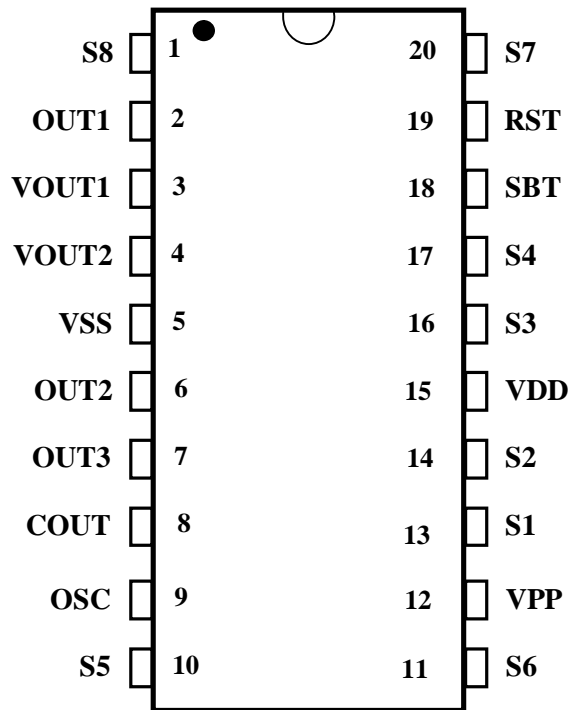 S8 1 20 S7
OUT1 2 19 RST
VOUT1 3 18 SBT
VOUT2 4 17 S4
VSS 5 16 S3
OUT2 6 15 VDD
OUT3 7 14 S2
COUT 8 13 S1
OSC 9 12 VPP
S5 10 11 S6